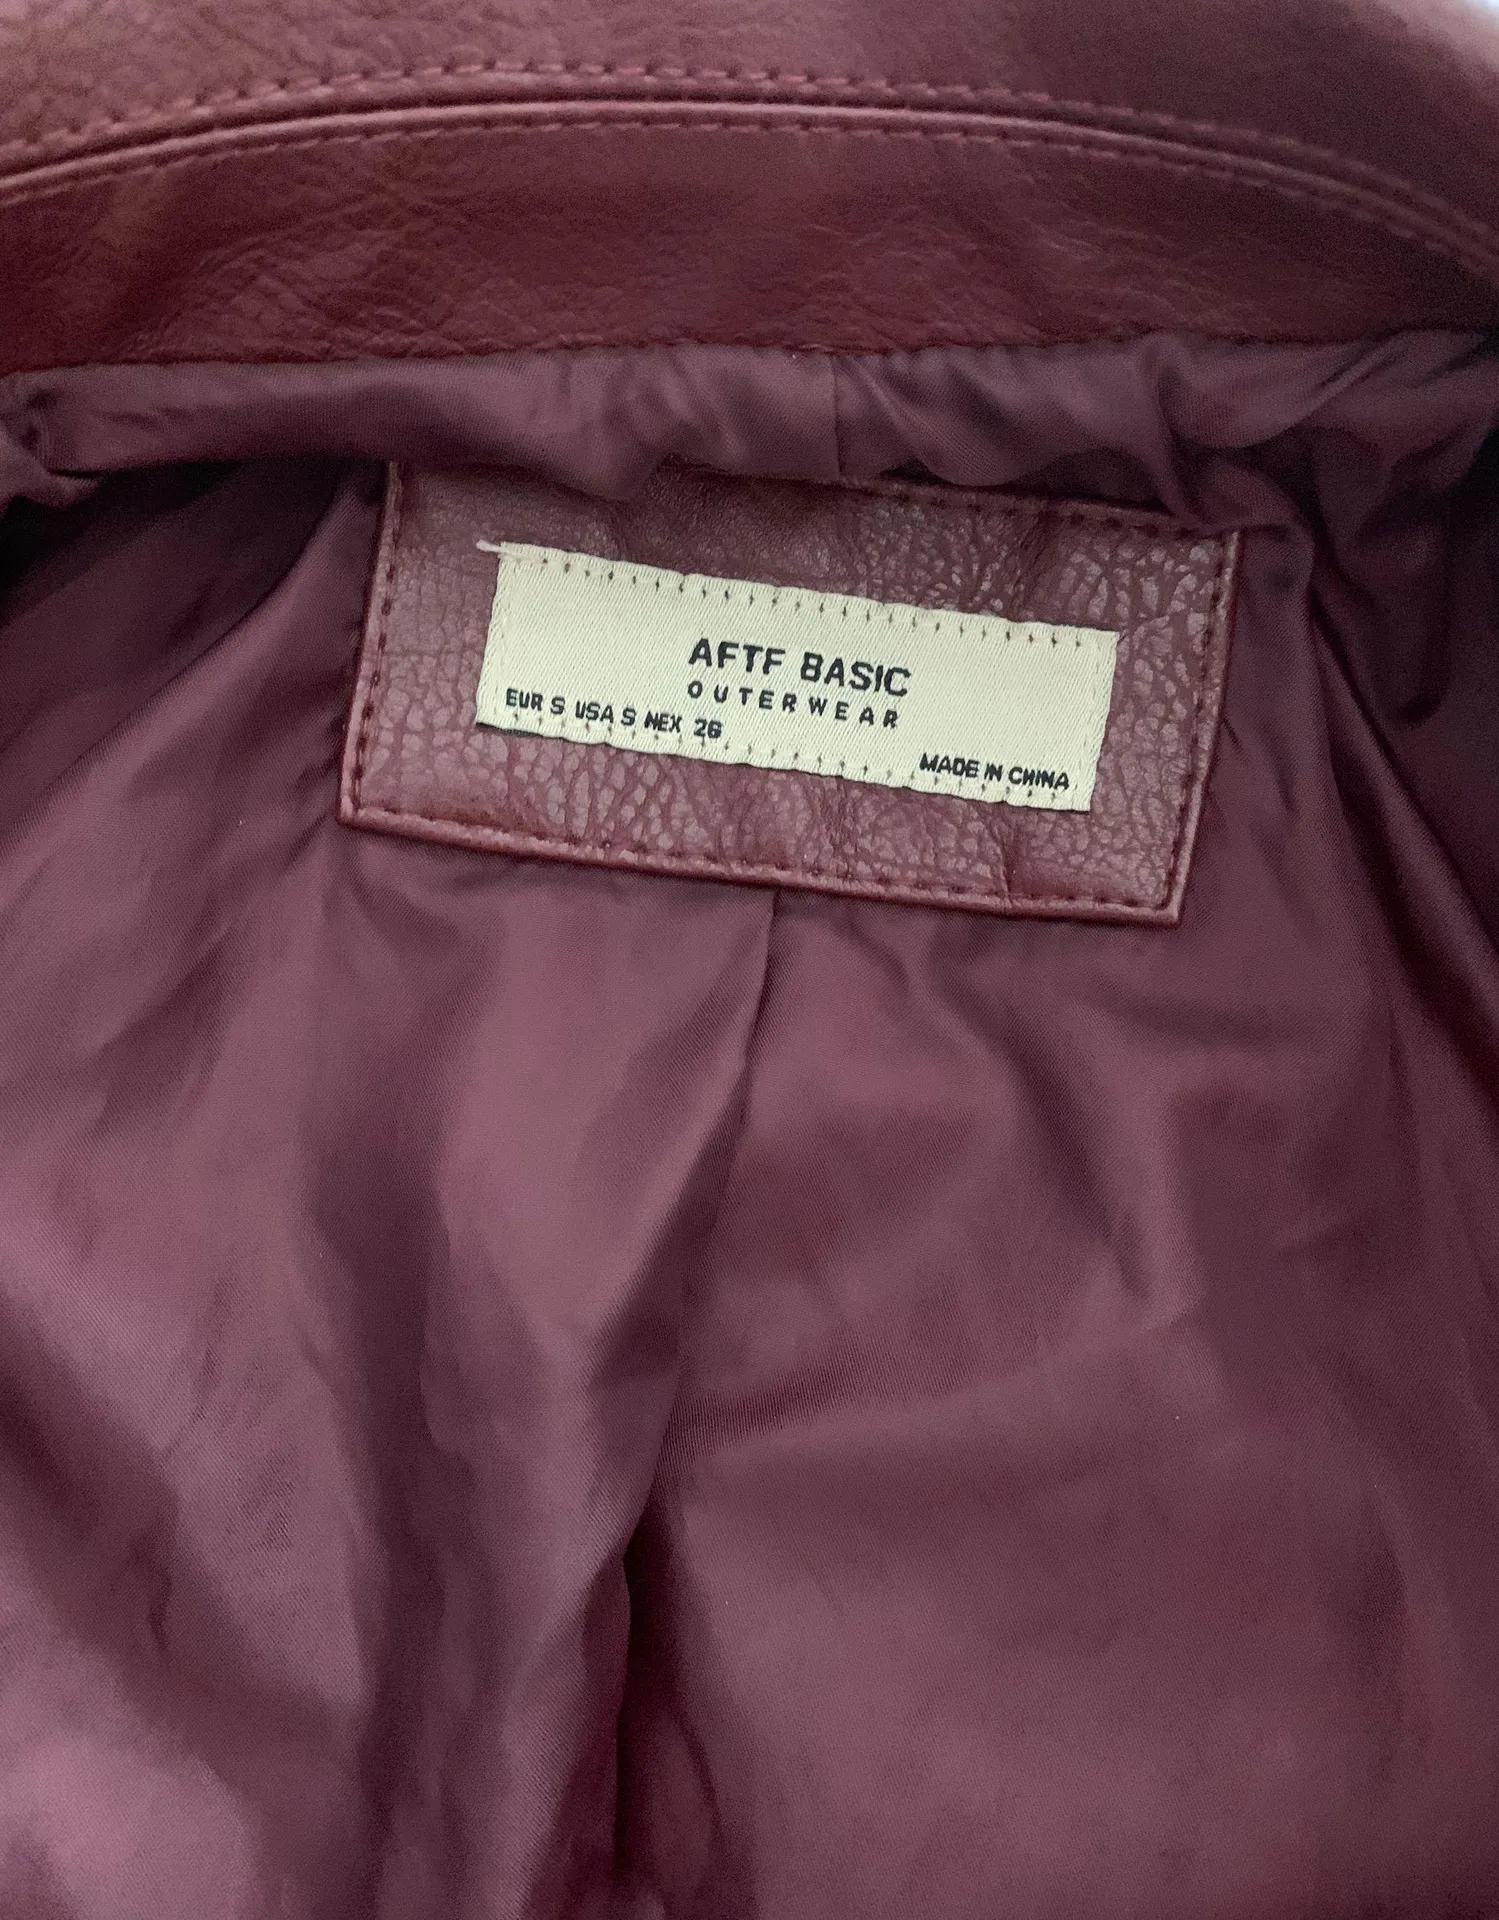 AFTF BASIC
OUTERWEAR
EUR S USA S MEX 26
MADE IN CHINA